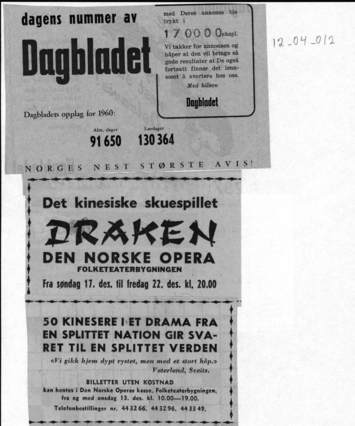 dagens nummer av
Dagbladet
med Deres annonse ble
trykt i
170000 ekspl.
Vi takker for annonsen og
håper at den vil bringe så
gode resultater at De også
fortsatt finner det lønn-
somt å avertere hos oss.
Med hilsen
Dagbladet
12-04-012
Dagbladets opplag for 1960:
Alm. dager
91 650
Lørdager
130 364
NORGES NEST STØRSTE AVIS!
Det kinesiske skuespillet
DRAKEN
DEN NORSKE OPERA
FOLKETEATERBYGNINGEN
Fra søndag 17. des. til fredag 22. des. kl. 20.00
50 KINESERE I ET DRAMA FRA
EN SPLITTET NATION GIR SVA-
RET TIL EN SPLITTET VERDEN
«Vi gikk hjem dypt rystet, men med et stort håp.»
Vaterland, Sveits.
BILLETTER UTEN KOSTNAD
kan hentes i Den Norske Operas kasse, Folketeaterbygningen,
fra og med onsdag 13. des. kl. 10.00—19.00.
Telefonbestillinger nr. 44 32 66, 44 32 96, 44 33 49.